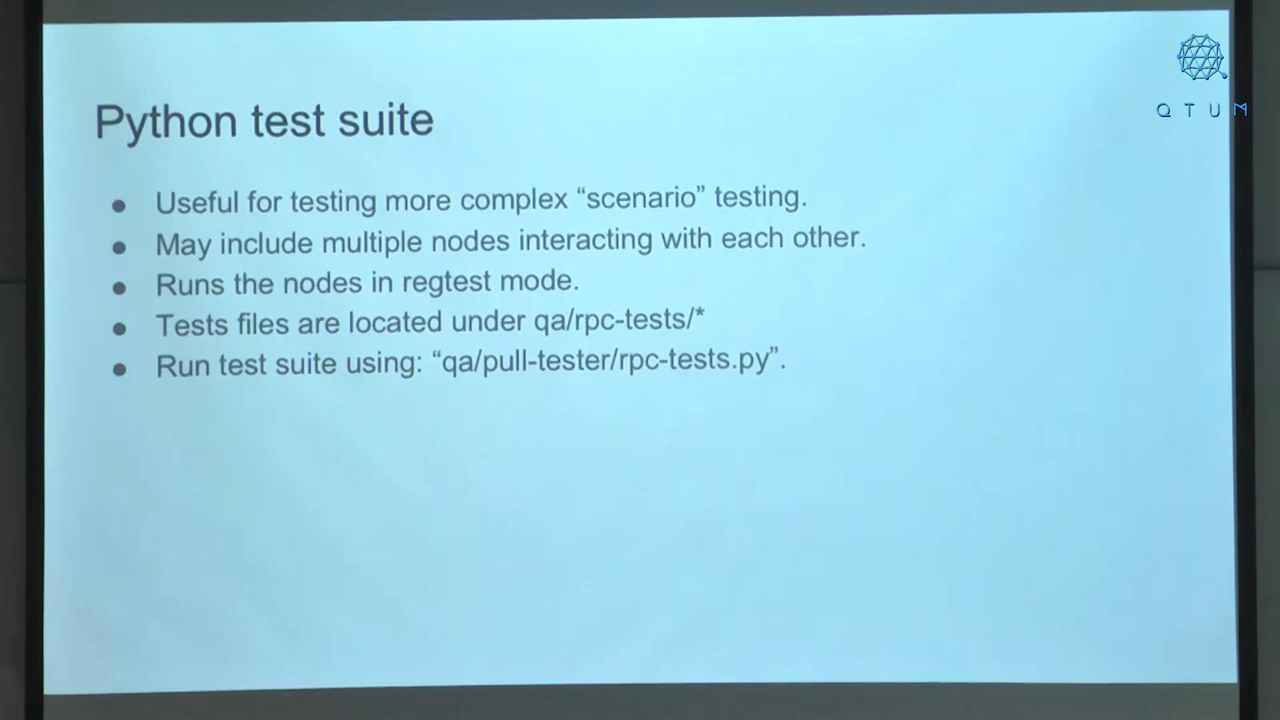 QTUM
Python test suite
● Useful for testing more complex “scenario” testing.
● May include multiple nodes interacting with each other.
● Runs the nodes in regtest mode.
● Tests files are located under qa/rpc-tests/*
● Run test suite using: “qa/pull-tester/rpc-tests.py”.